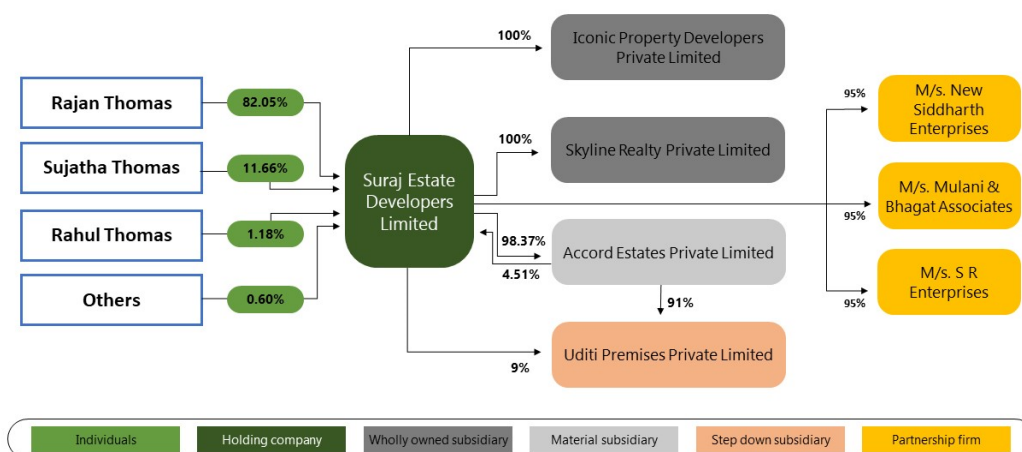 Rajan Thomas
82.05%
Sujatha Thomas
11.66%
Rahul Thomas
1.18%
Others
0.60%
Suraj Estate
Developers
Limited
100%
Iconic Property Developers
Private Limited
100%
Skyline Realty Private Limited
98.37%
4.51%
Accord Estates Private Limited
91%
9%
Uditi Premises Private Limited
95%
M/s. New
Siddharth
Enterprises
95%
M/s. Mulani &
Bhagat Associates
95%
M/s. S R
Enterprises
Individuals
Holding company
Wholly owned subsidiary
Material subsidiary
Step down subsidiary
Partnership firm